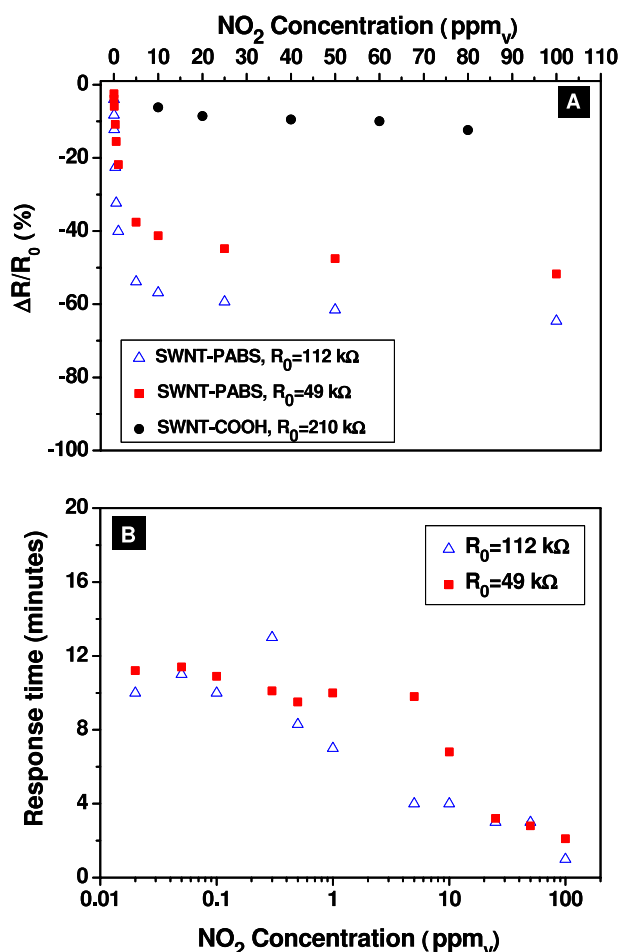 NO2 Concentration (ppmv)
0 10 20 30 40 50 60 70 80 90 100 110
A
0
-20
-40
-60
-80
-100
ΔR/R0 (%)
SWNT-PABS, R0=112 kΩ
SWNT-PABS, R0=49 kΩ
SWNT-COOH, R0=210 kΩ
B
20
16
12
8
4
0
Response time (minutes)
R0=112 kΩ
R0=49 kΩ
0.01 0.1 1 10 100
NO2 Concentration (ppmv)